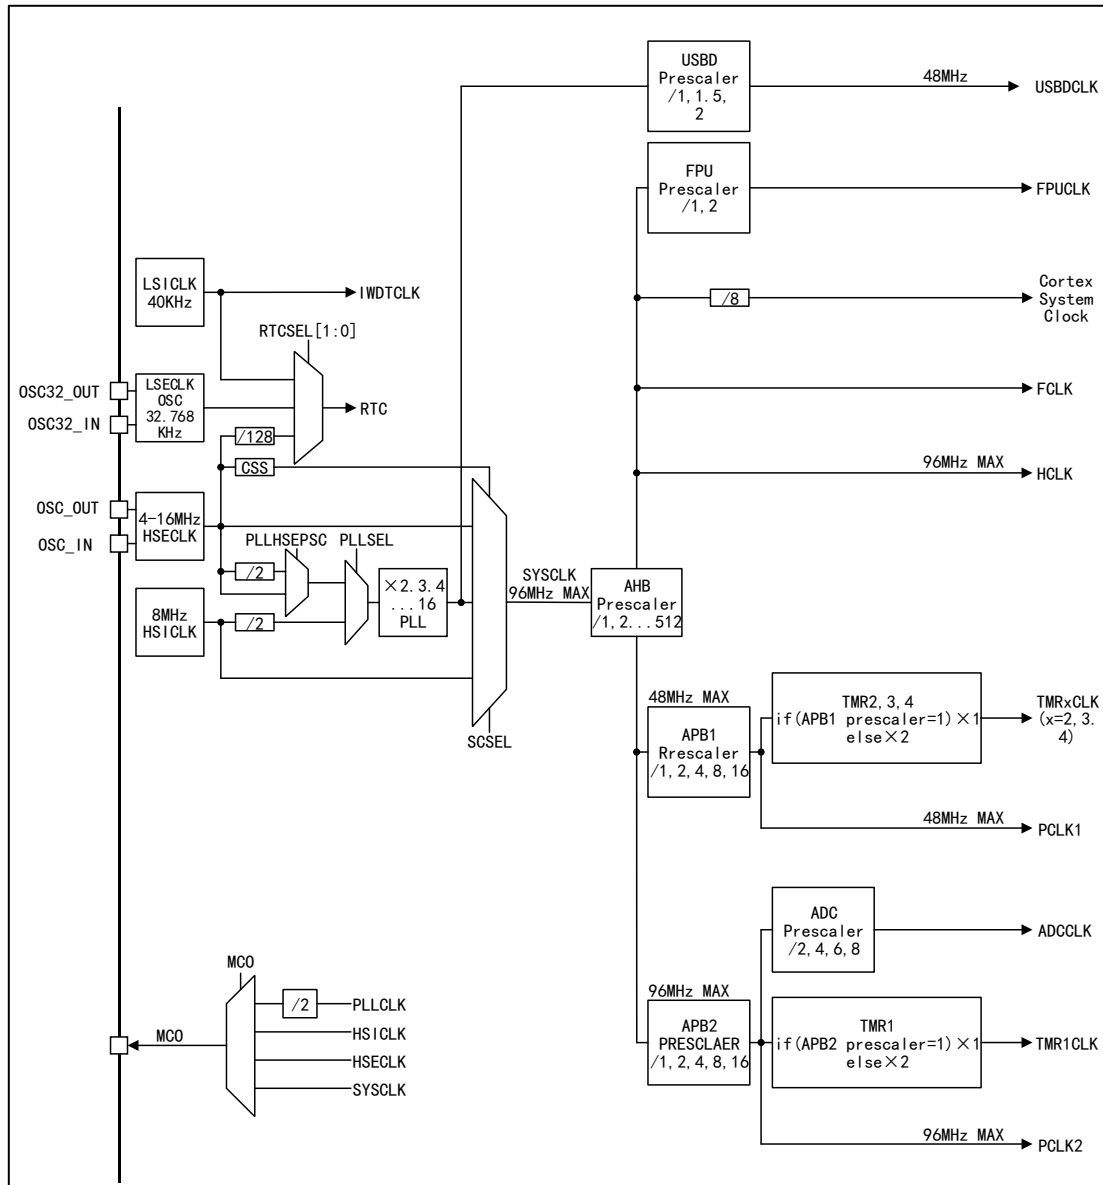 USBD
Prescaler
/1, 1.5,
2
48MHz
USBDCLK
FPU
Prescaler
/1, 2
FPUCLK
LSICLK
40KHz
IWDTCLK
/8
Cortex
System
Clock
RTCSEL[1:0]
OSC32_OUT
OSC32_IN
LSECLK
OSC
32.768
KHz
RTC
FCLK
/128
CSS
96MHz MAX
HCLK
OSC_OUT
OSC_IN
4-16MHz
HSECLK
PLLHSEPSC
PLLSEL
/2
×2.3.4
...16
PLL
SYSCLK
96MHz MAX
AHB
Prescaler
/1, 2...512
8MHz
HSICLK
/2
SCSEL
48MHz MAX
APB1
Rrescaler
/1, 2, 4, 8, 16
TMR2, 3, 4
if(APB1 prescaler=1)×1
else×2
TMRxCLK
(x=2, 3.
4)
48MHz MAX
PCLK1
ADC
Prescaler
/2, 4, 6, 8
ADCCLK
MCO
/2
PLLCLK
HSICLK
HSECLK
SYSCLK
MCO
96MHz MAX
APB2
PRESCLAER
/1, 2, 4, 8, 16
TMR1
if(APB2 prescaler=1)×1
else×2
TMR1CLK
96MHz MAX
PCLK2